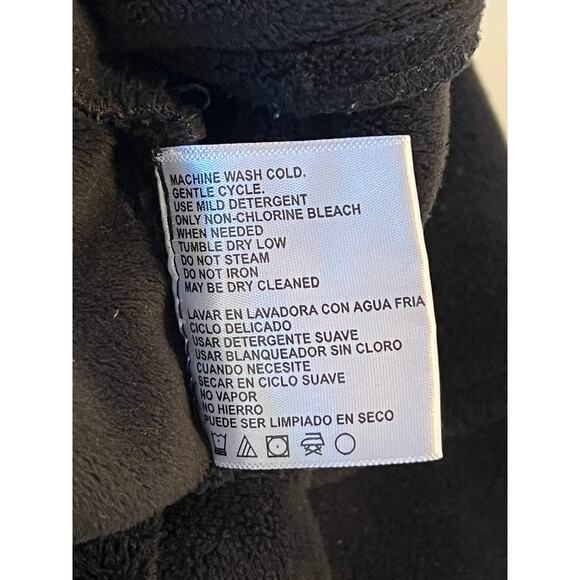 MACHINE WASH COLD.
GENTLE CYCLE.
USE MILD DETERGENT
ONLY NON-CHLORINE BLEACH
WHEN NEEDED
TUMBLE DRY LOW
DO NOT STEAM
DO NOT IRON
MAY BE DRY CLEANED
LAVAR EN LAVADORA CON AGUA FRIA
CICLO DELICADO
USAR DETERGENTE SUAVE
USAR BLANQUEADOR SIN CLORO
CUANDO NECESITE
SECAR EN CICLO SUAVE
NO VAPOR
NO HIERRO
PUEDE SER LIMPIADO EN SECO